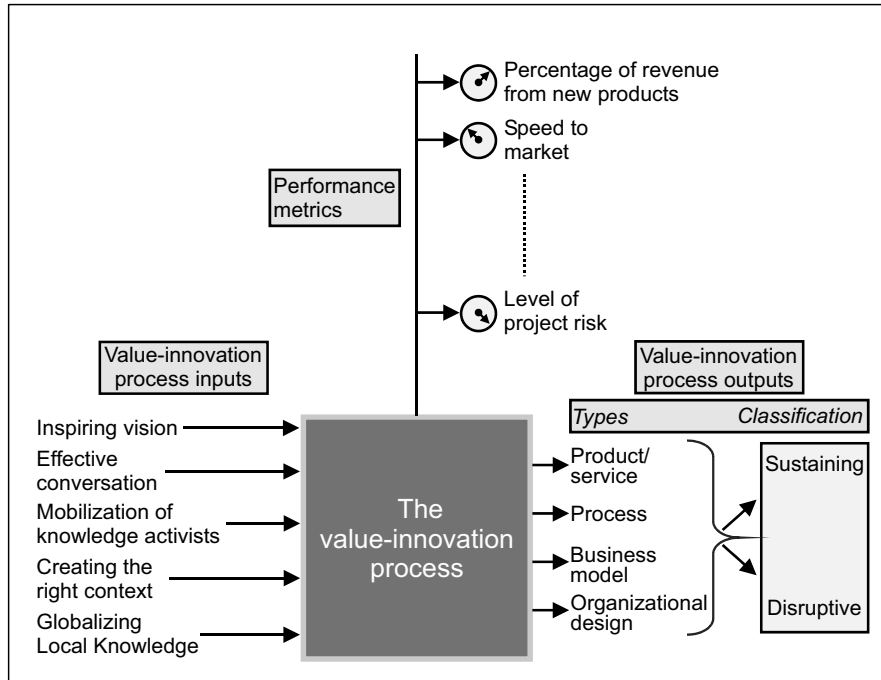 Percentage of revenue
from new products
Speed to
market
Performance
metrics
Level of
project risk
Value-innovation
process inputs
Value-innovation
process outputs
Types
Classification
Inspiring vision
Effective
conversation
Mobilization of
knowledge activists
Creating the
right context
Globalizing
Local Knowledge
The
value-innovation
process
Product/
service
Process
Business
model
Organizational
design
Sustaining
Disruptive